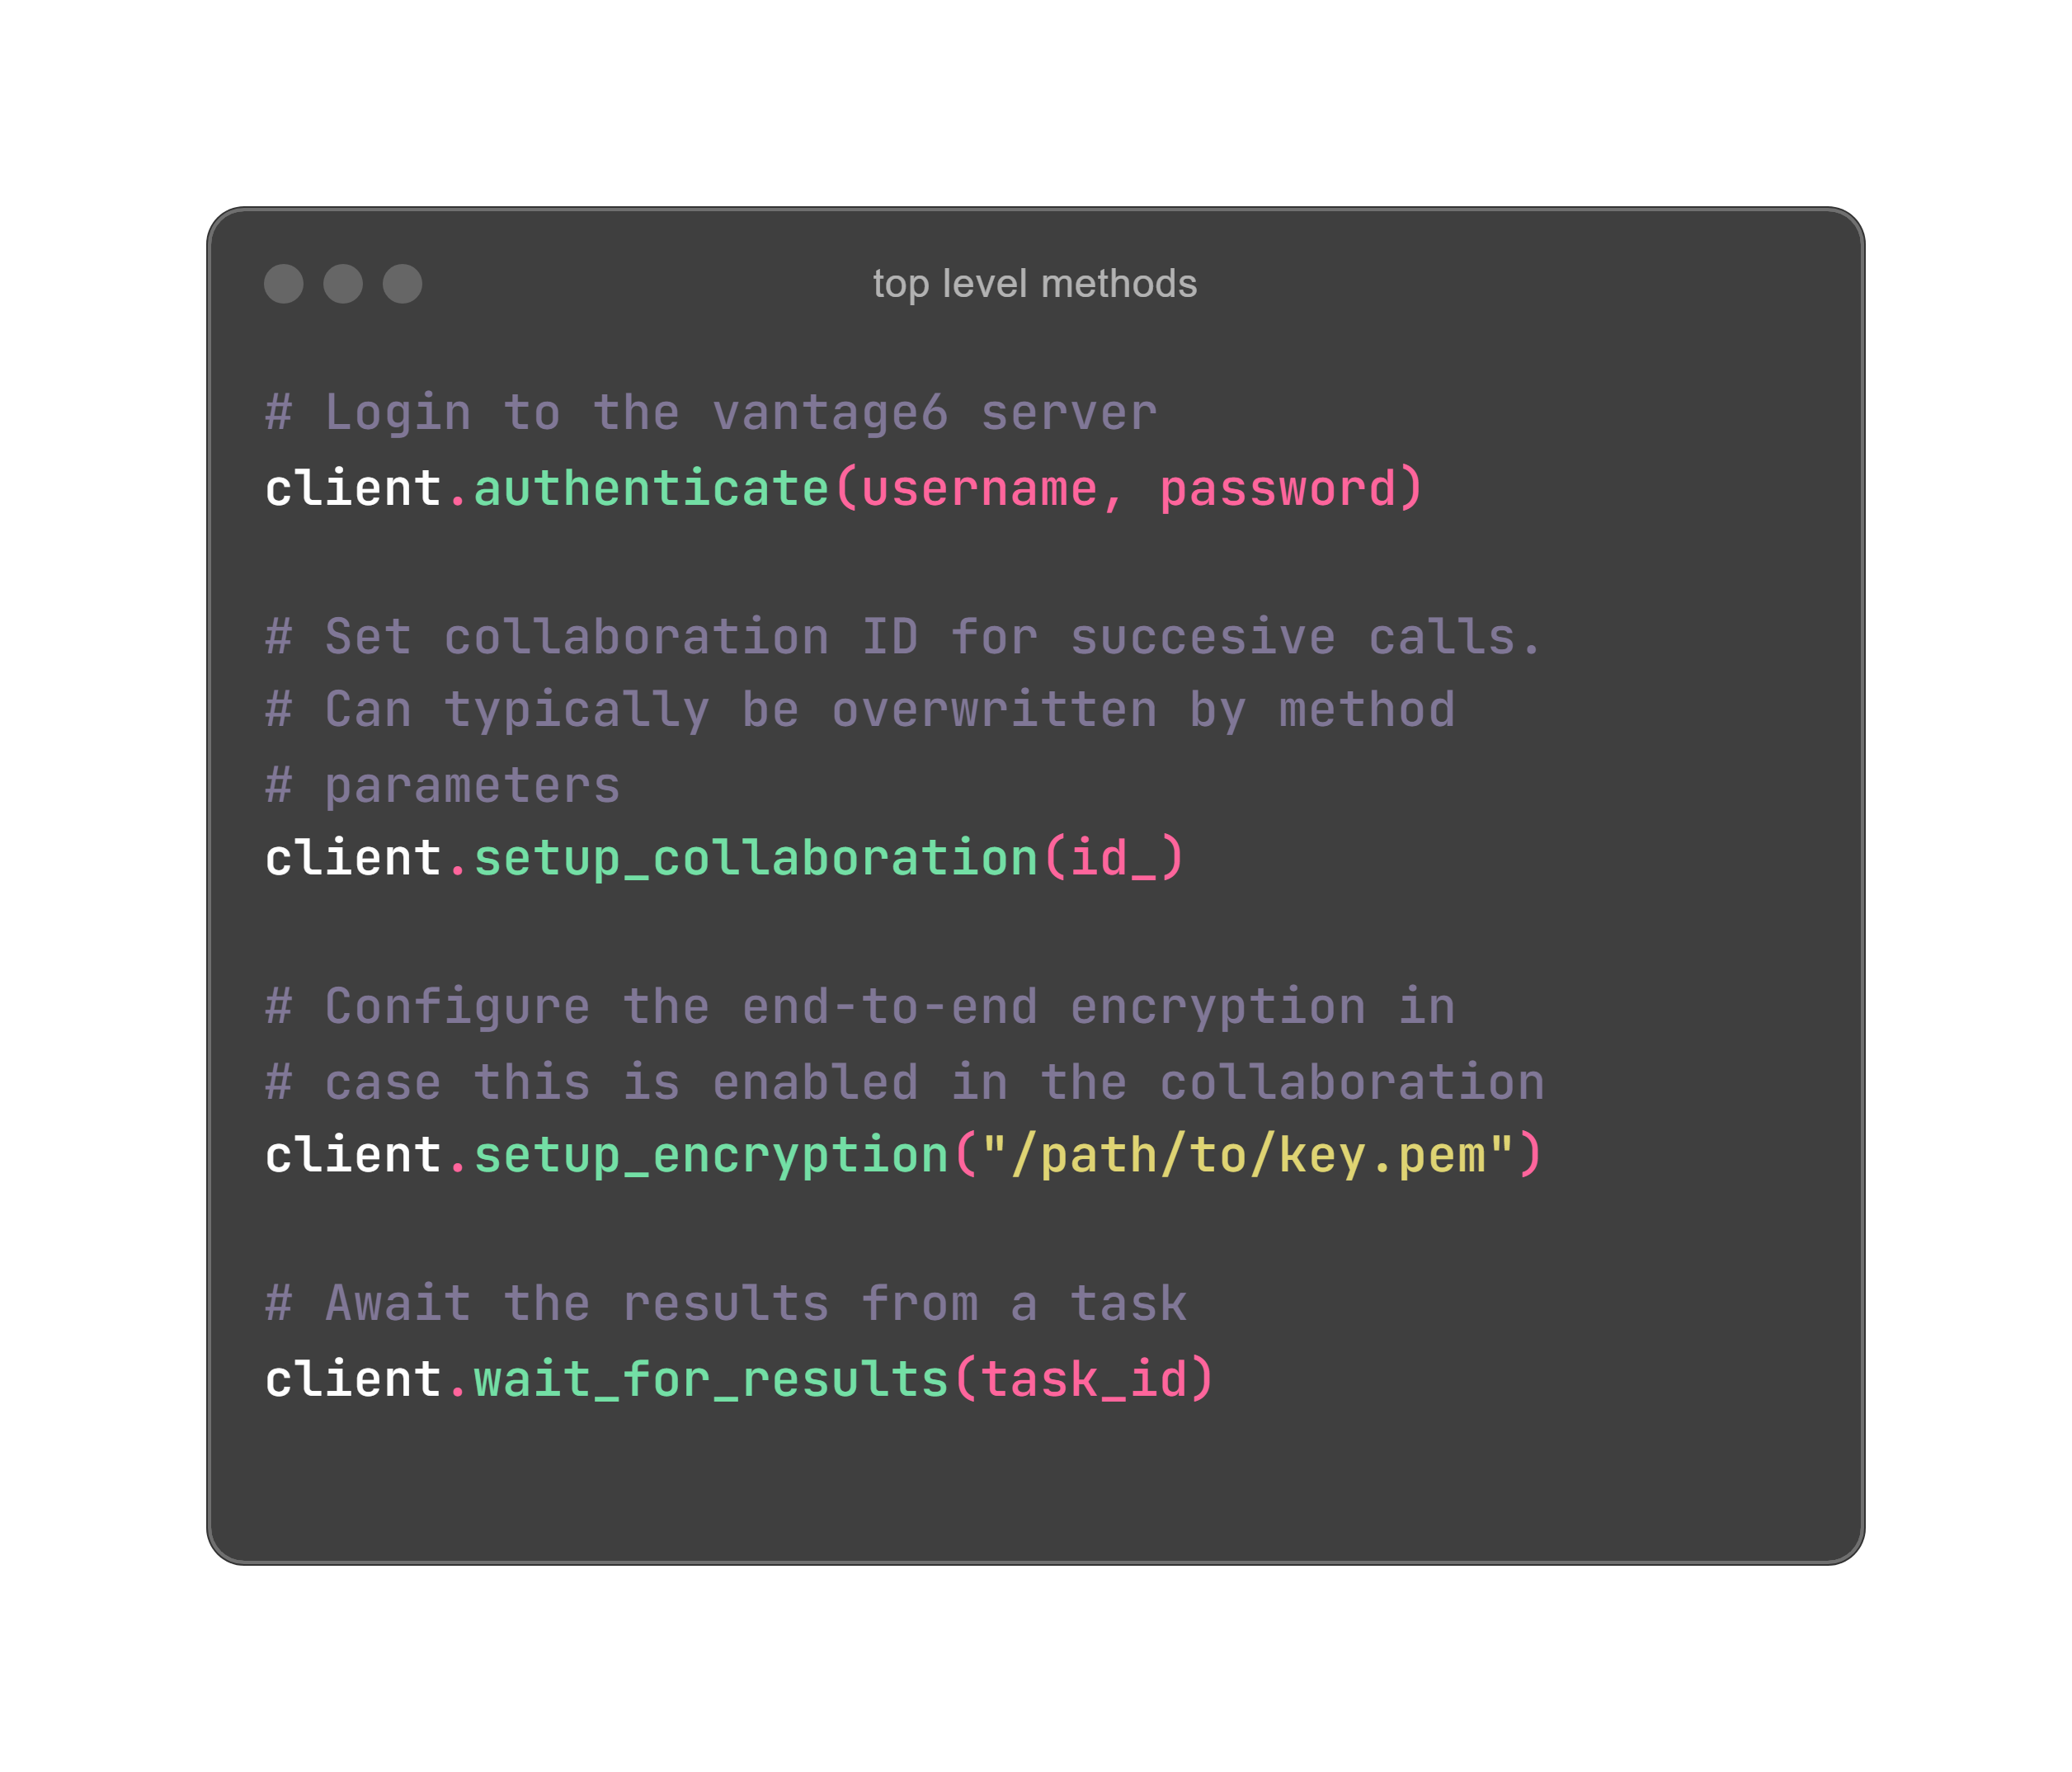 top level methods
# Login to the vantage6 server
client.authenticate(username, password)
# Set collaboration ID for succesive calls.
# Can typically be overwritten by method
# parameters
client.setup_collaboration(id_)
# Configure the end-to-end encryption in
# case this is enabled in the collaboration
client.setup_encryption("/path/to/key.pem")
# Await the results from a task
client.wait_for_results(task_id)